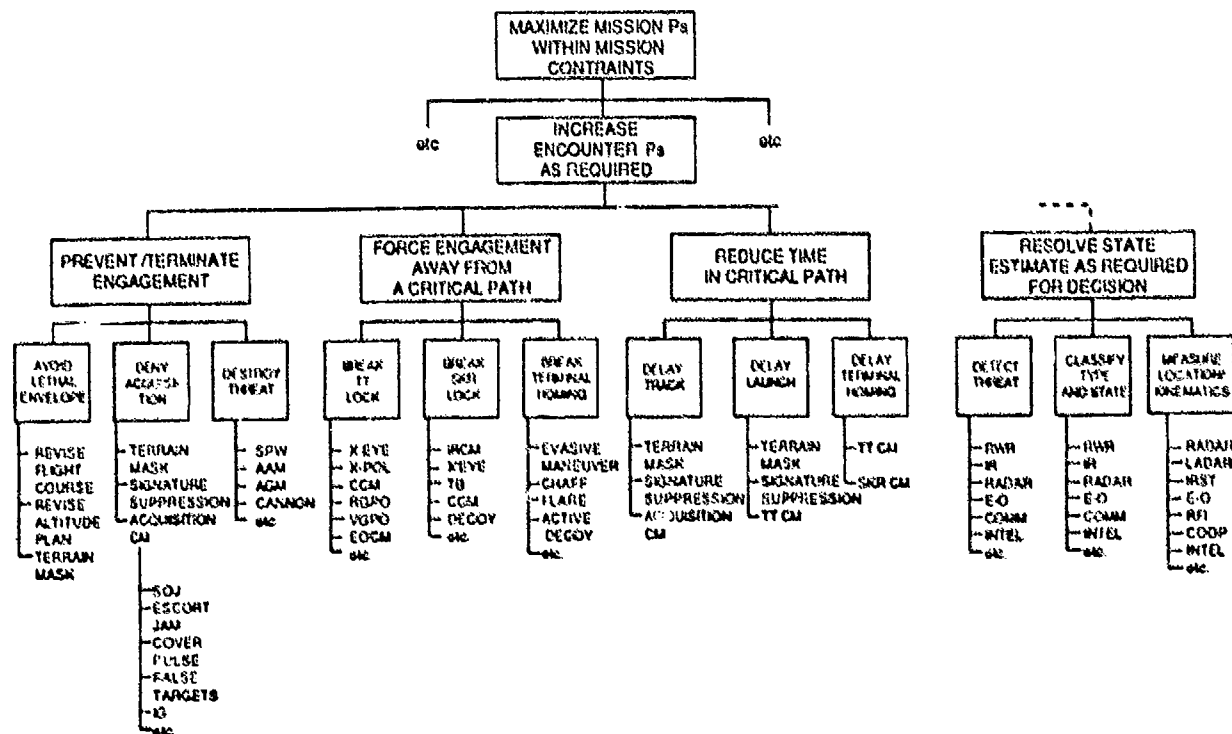 MAXIMIZE MISSION Ps
WITHIN MISSION
CONTRAINTS
etc
etc
INCREASE
ENCOUNTER Ps
AS REQUIRED
PREVENT/TERMINATE
ENGAGEMENT
FORCE ENGAGEMENT
AWAY FROM
A CRITICAL PATH
REDUCE TIME
IN CRITICAL PATH
RESOLVE STATE
ESTIMATE AS REQUIRED
FOR DECISION
AVOID
LETHAL
ENVELOPE
DENY
ACQUISI-
TION
DESTROY
THREAT
BREAK
TT
LOCK
BREAK
SKR
LOCK
BREAK
TERMINAL
HOMING
DELAY
TRACK
DELAY
LAUNCH
DELAY
TERMINAL
HOMING
DETECT
THREAT
CLASSIFY
TYPE
AND STATE
MEASURE
LOCATION/
KINEMATICS
REVISE
FLIGHT
COURSE
REVISE
ALTITUDE
PLAN
TERRAIN
MASK
TERRAIN
MASK
SIGNATURE
SUPPRESSION
ACQUISITION
CM
SOJ
ESCORT
JAM
COVER
PULSE
FALSE
TARGETS
etc
SPW
AAM
AGM
CANNON
etc
X-EYE
X-POL
CCM
RGPO
VGPO
EOCM
etc
IRCM
X-EYE
TB
CCM
DECOY
etc.
EVASIVE
MANEUVER
CHAFF
FLARE
ACTIVE
DECOY
etc.
TERRAIN
MASK
SIGNATURE
SUPPRESSION
ACQUISITION
CM
TERRAIN
MASK
SIGNATURE
SUPPRESSION
TT CM
TT CM
SKR CM
RWR
IR
RADAR
E-O
COMM
INTEL
etc.
RWR
IR
RADAR
E-O
COMM
INTEL
etc.
RADAR
LADAR
IRST
E-O
RFI
COOP
INTEL
etc.